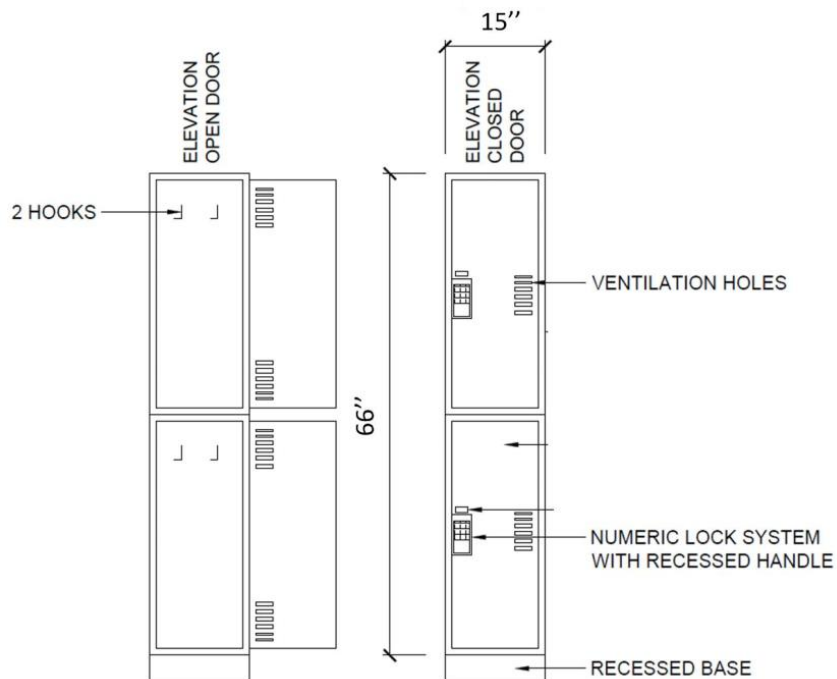 15’’
ELEVATION
OPEN DOOR
ELEVATION
CLOSED
DOOR
2 HOOKS
VENTILATION HOLES
66’’
NUMERIC LOCK SYSTEM
WITH RECESSED HANDLE
RECESSED BASE